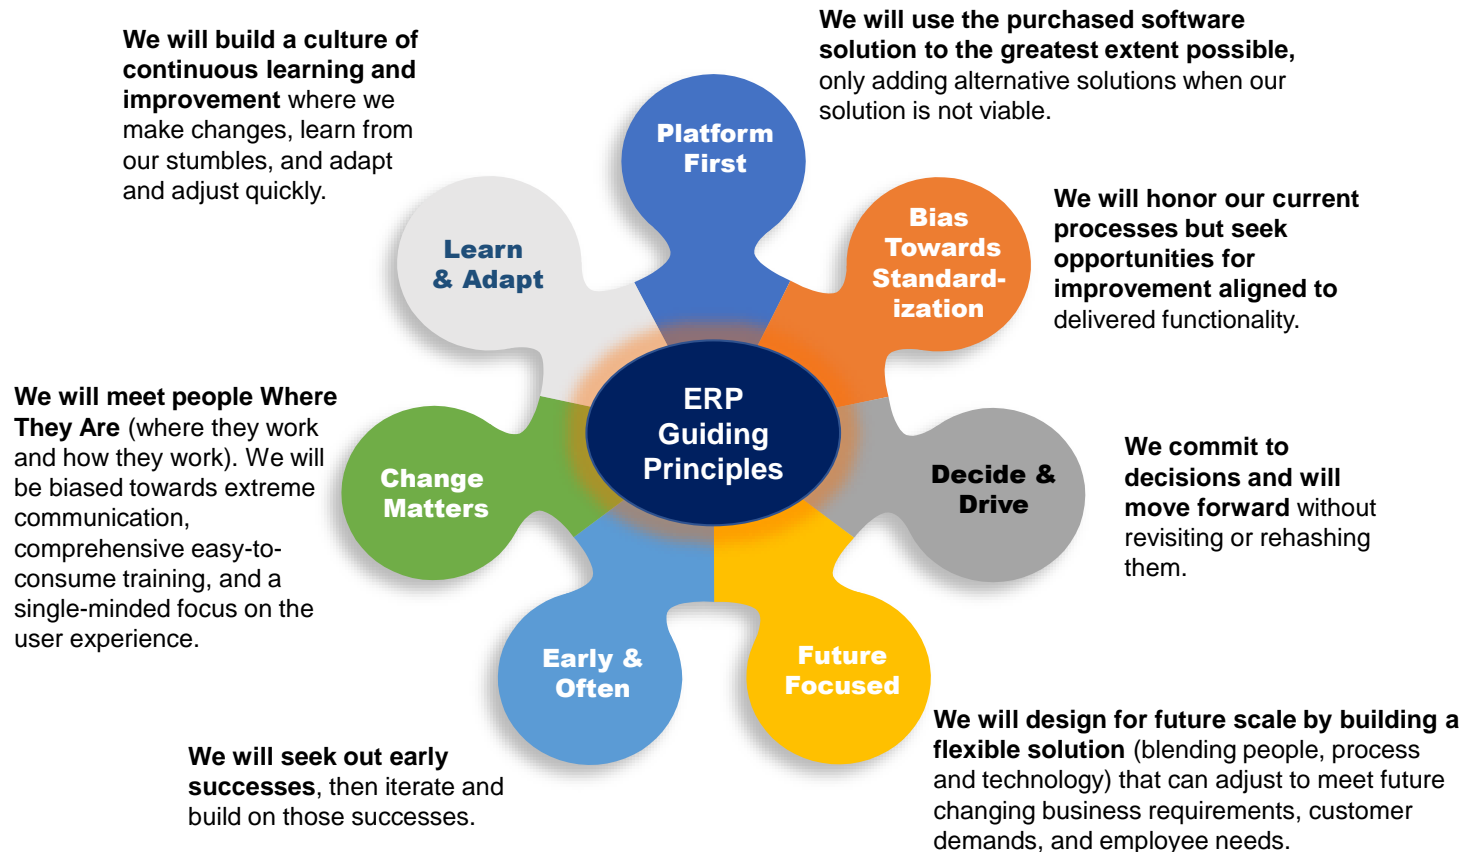 We will build a culture of
continuous learning and
improvement where we
make changes, learn from
our stumbles, and adapt
and adjust quickly.
We will use the purchased software
solution to the greatest extent possible,
only adding alternative solutions when our
solution is not viable.
Platform
First
Bias
Towards
Standard-
ization
We will honor our current
processes but seek
opportunities for
improvement aligned to
delivered functionality.
Learn
& Adapt
ERP
Guiding
Principles
We will meet people Where
They Are (where they work
and how they work). We will
be biased towards extreme
communication,
comprehensive easy-to-
consume training, and a
single-minded focus on the
user experience.
Change
Matters
Decide &
Drive
We commit to
decisions and will
move forward without
revisiting or rehashing
them.
Early &
Often
Future
Focused
We will seek out early
successes, then iterate and
build on those successes.
We will design for future scale by building a
flexible solution (blending people, process
and technology) that can adjust to meet future
changing business requirements, customer
demands, and employee needs.